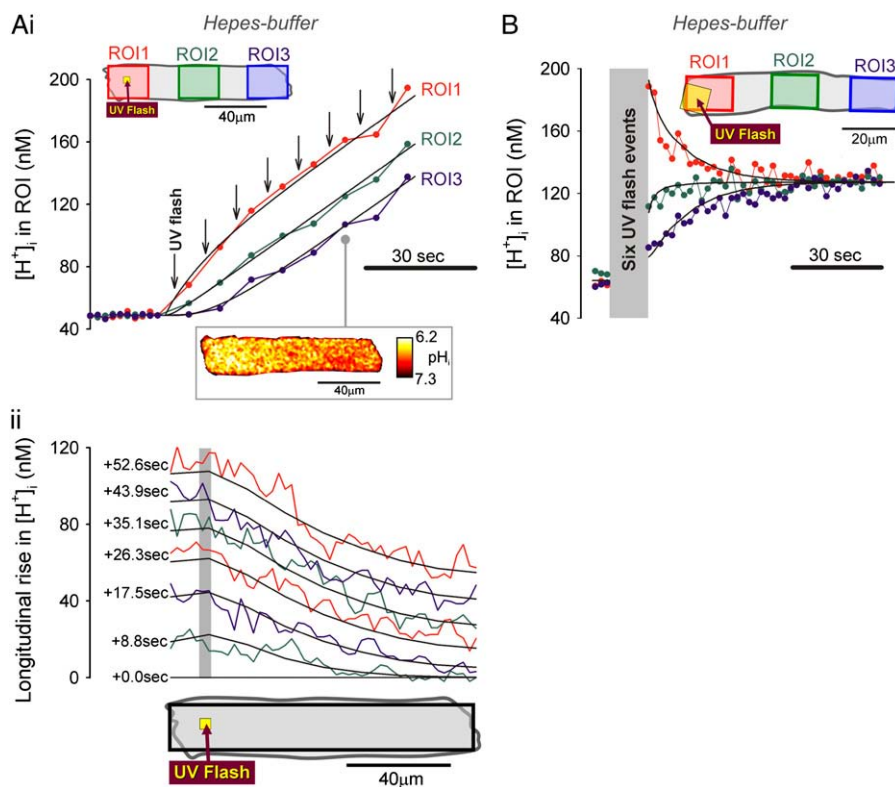 Ai
Hepes-buffer
ROI1 ROI2 ROI3
UV Flash
40μm
200
160
120
80
40
[H⁺]ᵢ in ROI (nM)
UV flash
ROI1
ROI2
ROI3
30 sec
6.2
pHᵢ
7.3
40μm
B
Hepes-buffer
ROI1 ROI2 ROI3
UV Flash
20μm
200
160
120
80
40
[H⁺]ᵢ in ROI (nM)
Six UV flash events
30 sec
ii
120
80
40
0
Longitudinal rise in [H⁺]ᵢ (nM)
+52.6sec
+43.9sec
+35.1sec
+26.3sec
+17.5sec
+8.8sec
+0.0sec
UV Flash
40μm